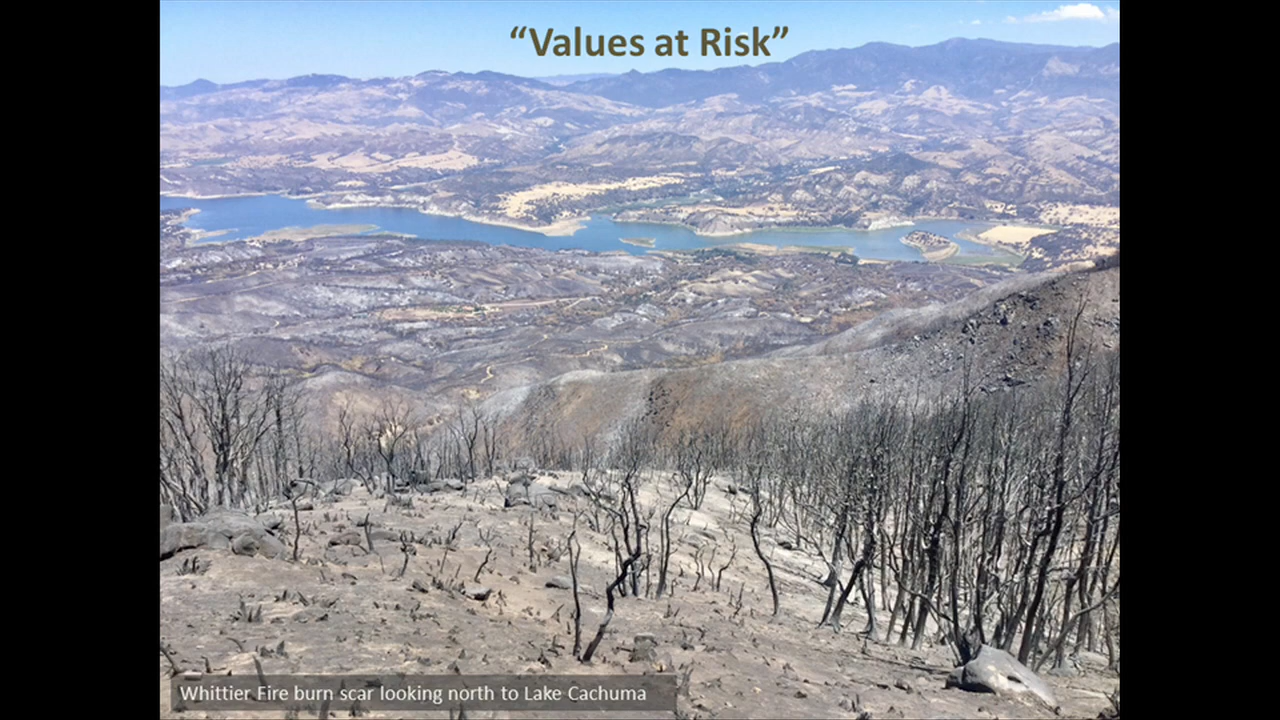 “Values at Risk”
Whittier Fire burn scar looking north to Lake Cachuma